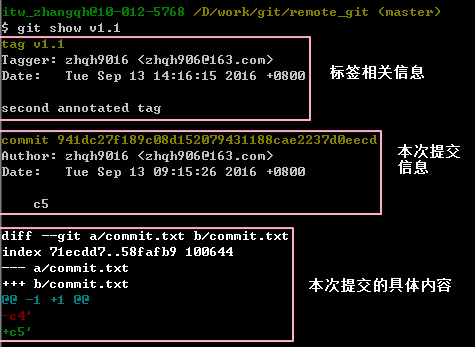 itw_zhangqh@10-012-5768 /D/work/git/remote_git (master)
$ git show v1.1
tag v1.1
Tagger: zhqh9016 <zhqh906@163.com>
Date:   Tue Sep 13 14:16:15 2016 +0800
标签相关信息
second annotated tag
commit 941dc27f189c08d152079431188cae2237d0eecd
Author: zhqh9016 <zhqh906@163.com>
Date:   Tue Sep 13 09:15:26 2016 +0800
本次提交
信息
c5
diff --git a/commit.txt b/commit.txt
index 71ecdd7..58fafb9 100644
--- a/commit.txt
+++ b/commit.txt
本次提交的具体内容
@@ -1 +1 @@
-c4'
+c5'